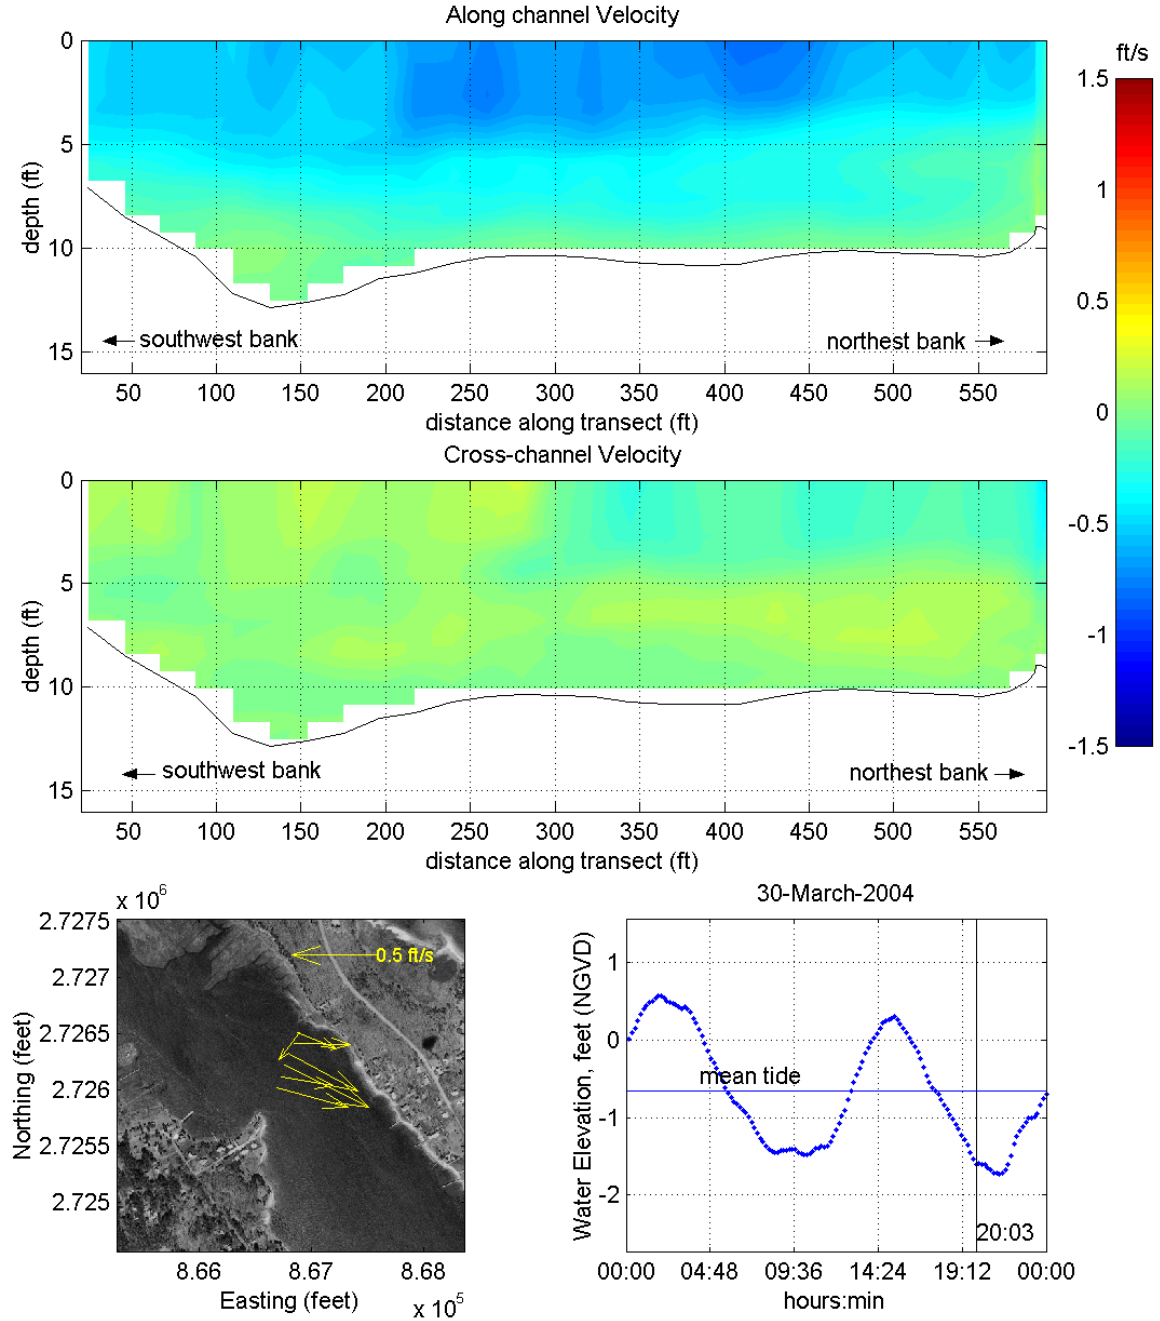 Along channel Velocity
ft/s
0
5
10
15
depth (ft)
southwest bank
northest bank
50 100 150 200 250 300 350 400 450 500 550
distance along transect (ft)
1.5
1
0.5
0
-0.5
-1
-1.5
Cross-channel Velocity
0
5
10
15
depth (ft)
southwest bank
northest bank
50 100 150 200 250 300 350 400 450 500 550
distance along transect (ft)
x 10⁶
2.7275
2.727
2.7265
2.726
2.7255
2.725
Northing (feet)
0.5 ft/s
8.66 8.67 8.68
Easting (feet)
x 10⁵
30-March-2004
1
0
-1
-2
Water Elevation, feet (NGVD)
mean tide
20:03
00:00 04:48 09:36 14:24 19:12 00:00
hours:min